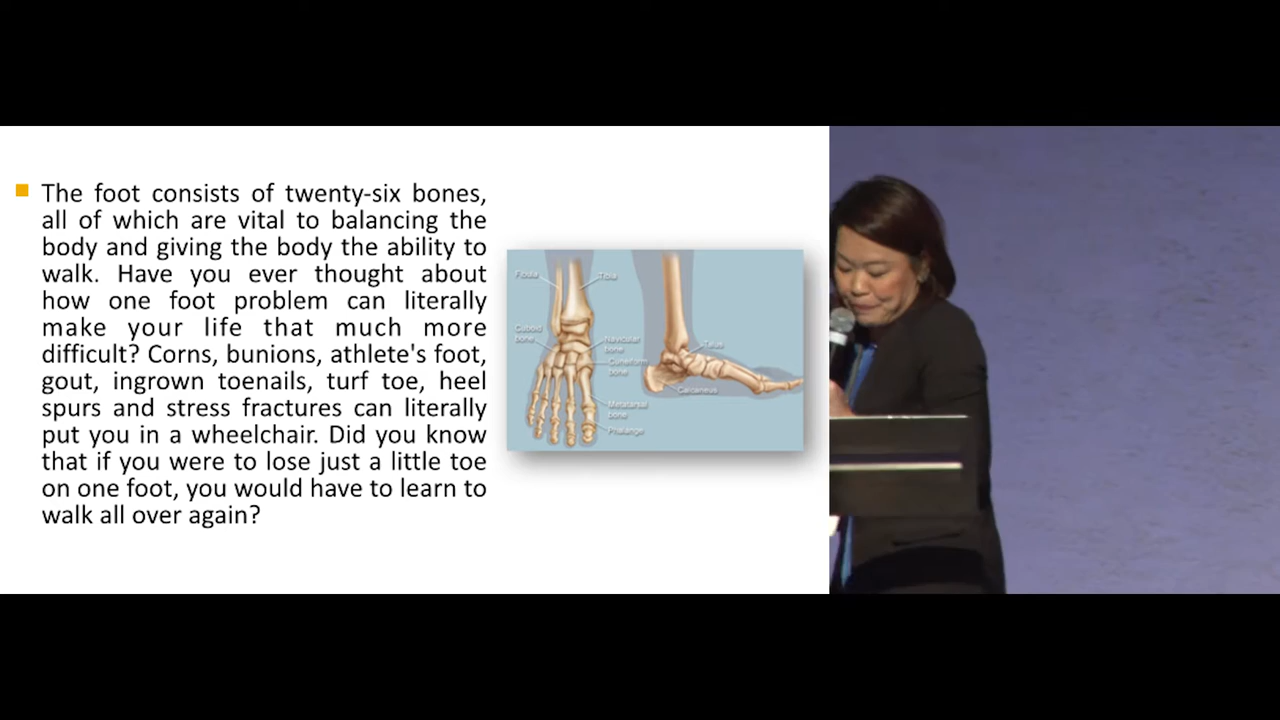 The foot consists of twenty-six bones,
all of which are vital to balancing the
body and giving the body the ability to
walk. Have you ever thought about
how one foot problem can literally
make your life that much more
difficult? Corns, bunions, athlete's foot,
gout, ingrown toenails, turf toe, heel
spurs and stress fractures can literally
put you in a wheelchair. Did you know
that if you were to lose just a little toe
on one foot, you would have to learn to
walk all over again?
Fibula
Tibia
Cuboid
bone
Navicular
bone
Cuneiform
bone
Metatarsal
bone
Phalange
Talus
Calcaneus